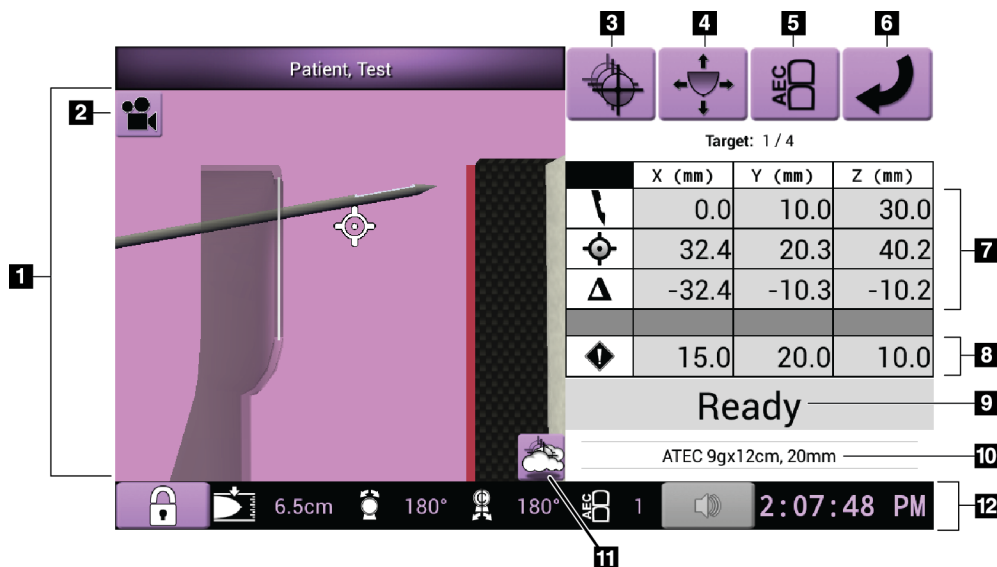 3 4 5 6
Patient, Test
AEC
1
2
Target: 1 / 4
X (mm) Y (mm) Z (mm)
0.0 10.0 30.0
32.4 20.3 40.2
7
Δ -32.4 -10.3 -10.2
! 15.0 20.0 10.0
8
Ready
9
ATEC 9gx12cm, 20mm
10
6.5cm 180° 180° AEC 1 2:07:48 PM
12
11